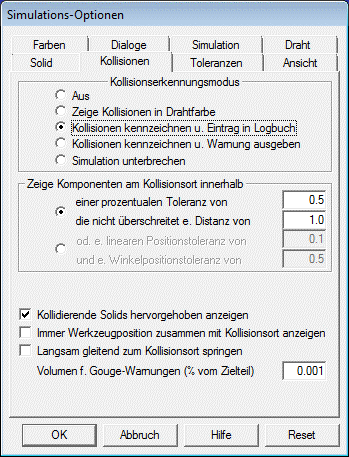 Simulations-Optionen
Farben Dialoge Simulation Draht
Solid Kollisionen Toleranzen Ansicht
Kollisionserkennungsmodus
Aus
Zeige Kollisionen in Drahtfarbe
Kollisionen kennzeichnen u. Eintrag in Logbuch
Kollisionen kennzeichnen u. Warnung ausgeben
Simulation unterbrechen
Zeige Komponenten am Kollisionsort innerhalb
einer prozentualen Toleranz von 0.5
die nicht überschreitet e. Distanz von 1.0
od. e. linearen Positionstoleranz von 0.1
und e. Winkelpositionstoleranz von 0.5
Kollidierende Solids hervorgehoben anzeigen
Immer Werkzeugposition zusammen mit Kollisionsort anzeigen
Langsam gleitend zum Kollisionsort springen
Volumen f. Gouge-Warnungen (% vom Zielteil) 0.001
OK Abbruch Hilfe Reset